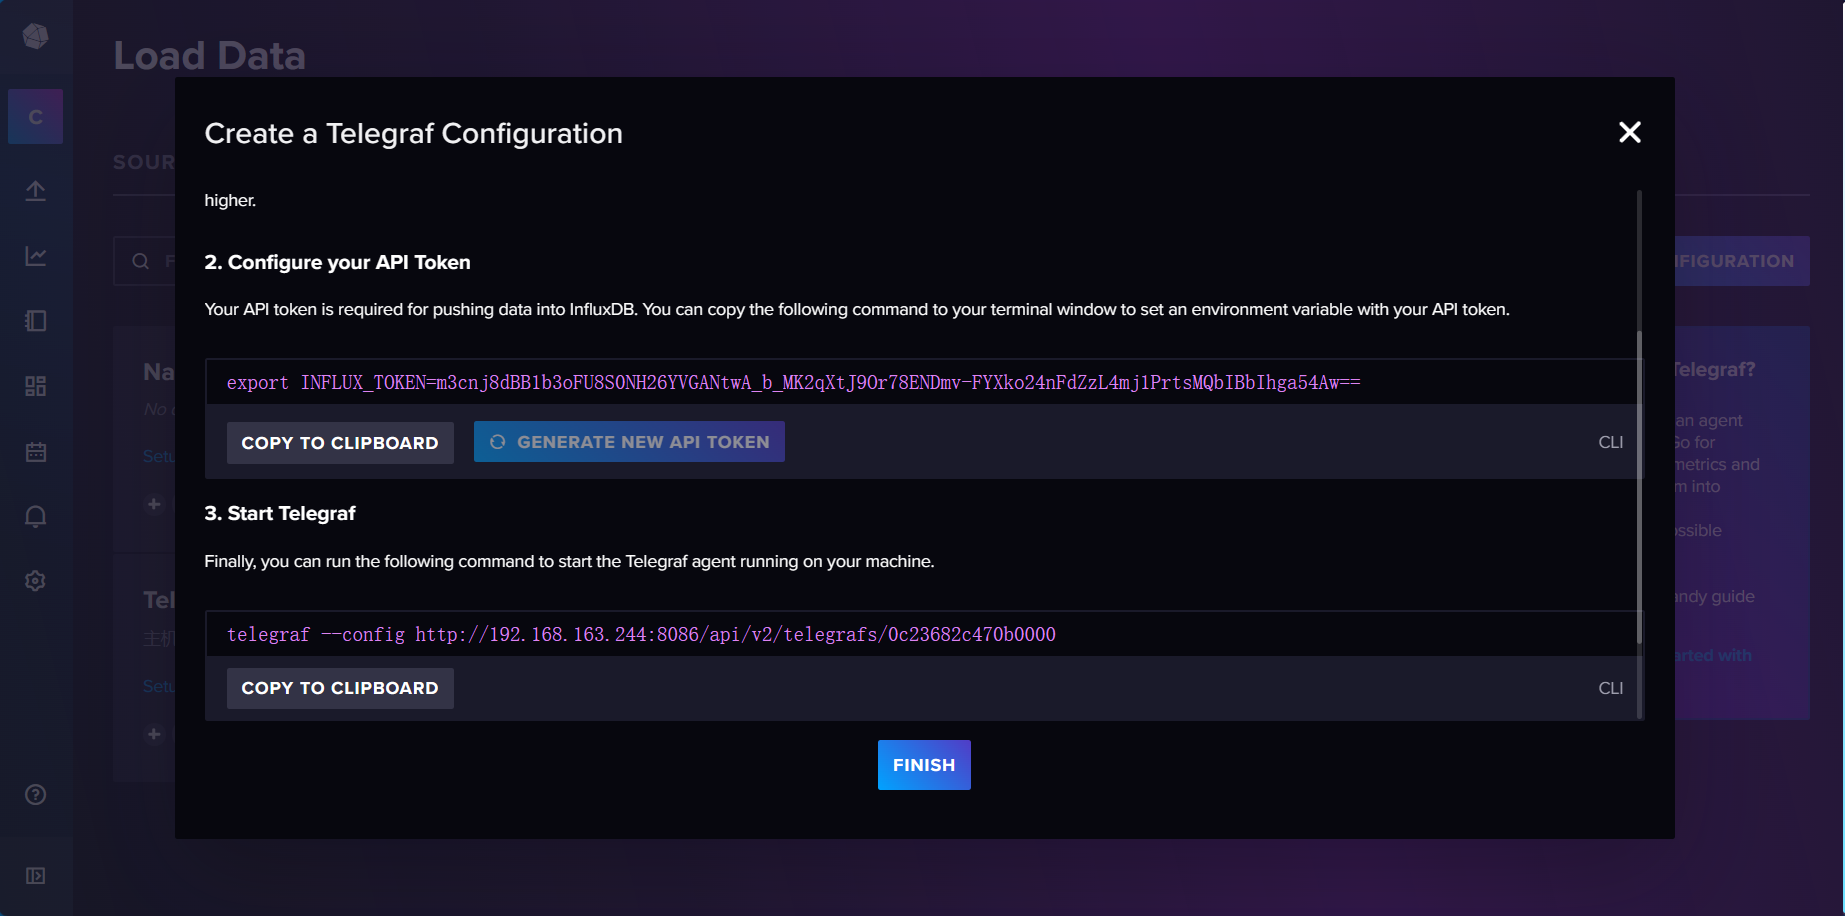 Load Data
C
Create a Telegraf Configuration
SOUR
higher.
2. Configure your API Token
FIGURATION
Your API token is required for pushing data into InfluxDB. You can copy the following command to your terminal window to set an environment variable with your API token.
Na
Telegraf?
export INFLUX_TOKEN=m3cnj8dBB1b3oFU8SONH26YVGANtwA_b_MK2qXtJ9Or78ENDmv-FYXko24nFdZzL4mj1PrtsMQbIBbIhga54Aw==
No
an agent
COPY TO CLIPBOARD
GENERATE NEW API TOKEN
CLI
Go for
Setu
metrics and
m into
3. Start Telegraf
ossible
Finally, you can run the following command to start the Telegraf agent running on your machine.
Tel
andy guide
telegraf --config http://192.168.163.244:8086/api/v2/telegrafs/0c23682c470b0000
主机
arted with
Setu
COPY TO CLIPBOARD
CLI
FINISH